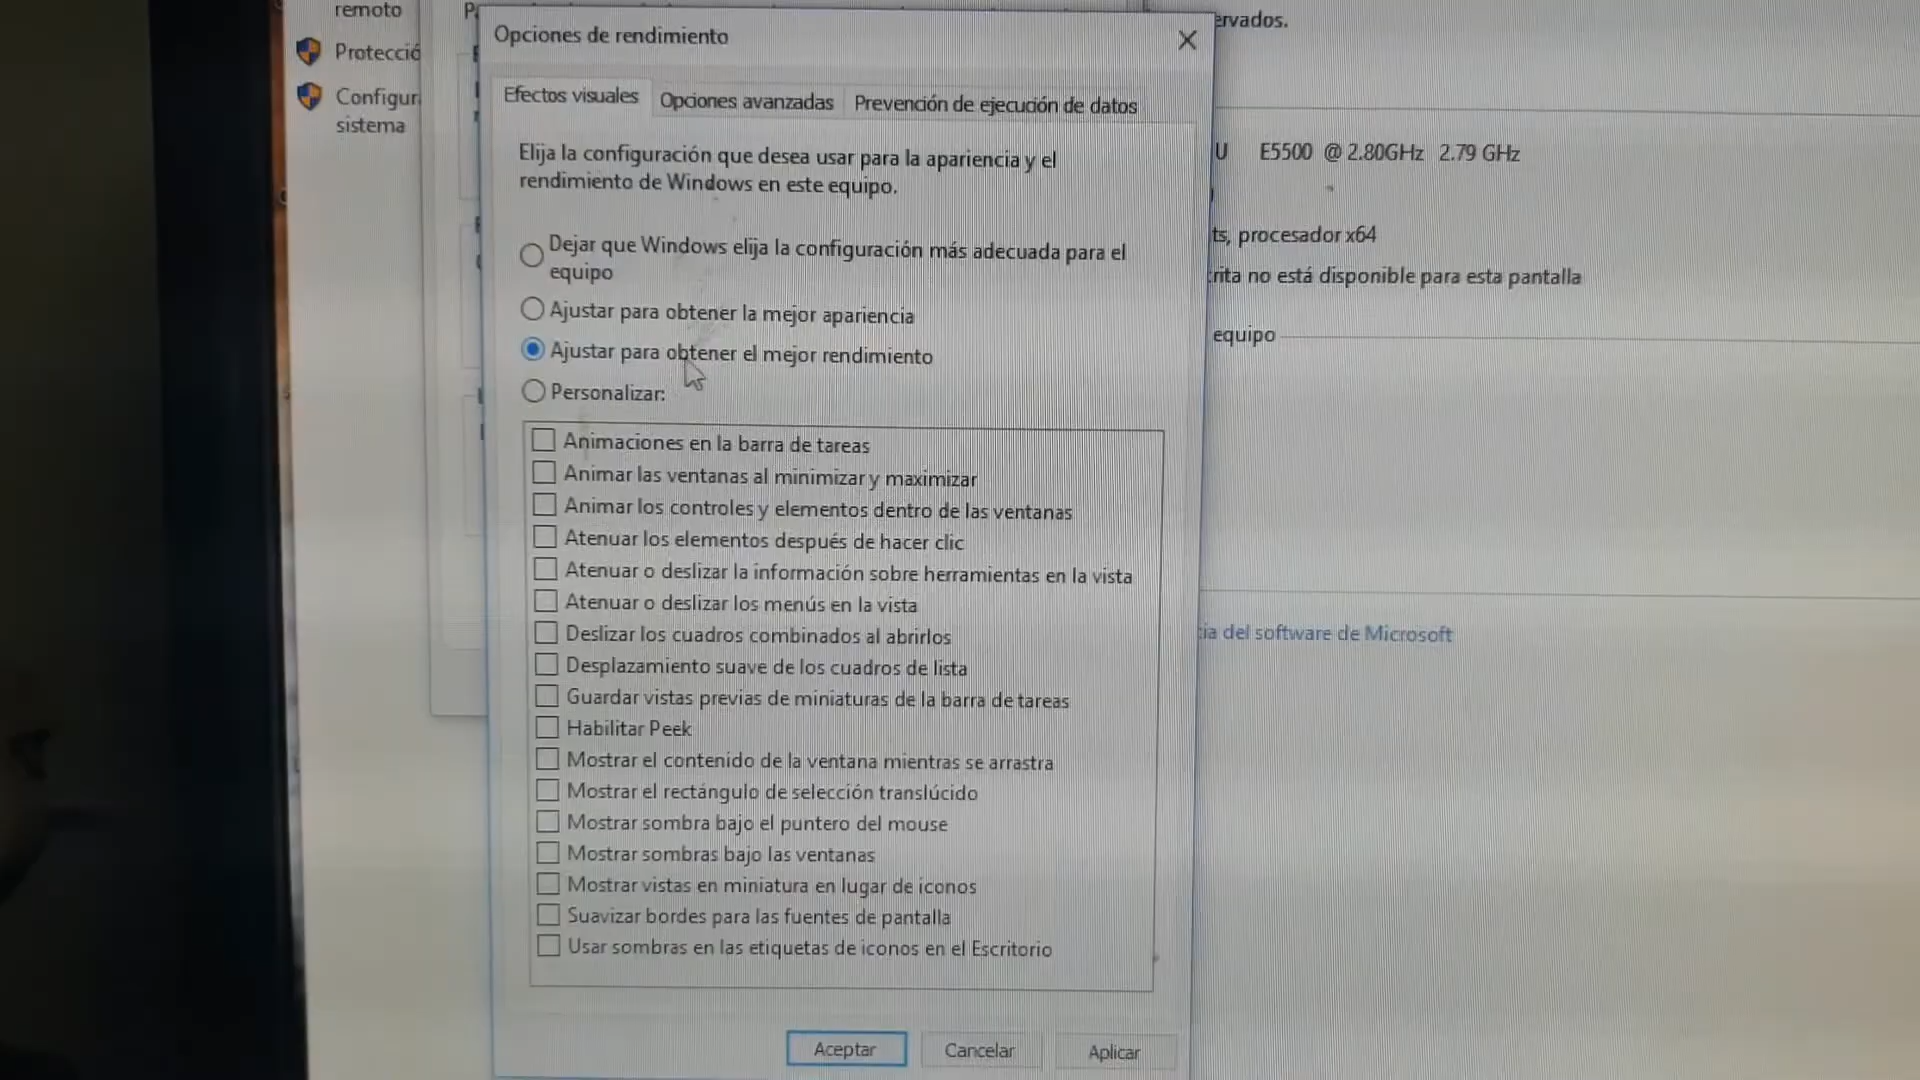 remoto
Protecció
Configur
sistema
ervados.
Opciones de rendimiento
Efectos visuales
Opciones avanzadas
Prevención de ejecución de datos
Elija la configuración que desea usar para la apariencia y el
rendimiento de Windows en este equipo.
Dejar que Windows elija la configuración más adecuada para el
equipo
Ajustar para obtener la mejor apariencia
Ajustar para obtener el mejor rendimiento
Personalizar:
Animaciones en la barra de tareas
Animar las ventanas al minimizar y maximizar
Animar los controles y elementos dentro de las ventanas
Atenuar los elementos después de hacer clic
Atenuar o deslizar la información sobre herramientas en la vista
Atenuar o deslizar los menús en la vista
Deslizar los cuadros combinados al abrirlos
Desplazamiento suave de los cuadros de lista
Guardar vistas previas de miniaturas de la barra de tareas
Habilitar Peek
Mostrar el contenido de la ventana mientras se arrastra
Mostrar el rectángulo de selección translúcido
Mostrar sombra bajo el puntero del mouse
Mostrar sombras bajo las ventanas
Mostrar vistas en miniatura en lugar de iconos
Suavizar bordes para las fuentes de pantalla
Usar sombras en las etiquetas de iconos en el Escritorio
Aceptar
Cancelar
Aplicar
U E5500 @ 2.80GHz 2.79 GHz
ts, procesador x64
rita no está disponible para esta pantalla
equipo
ia del software de Microsoft